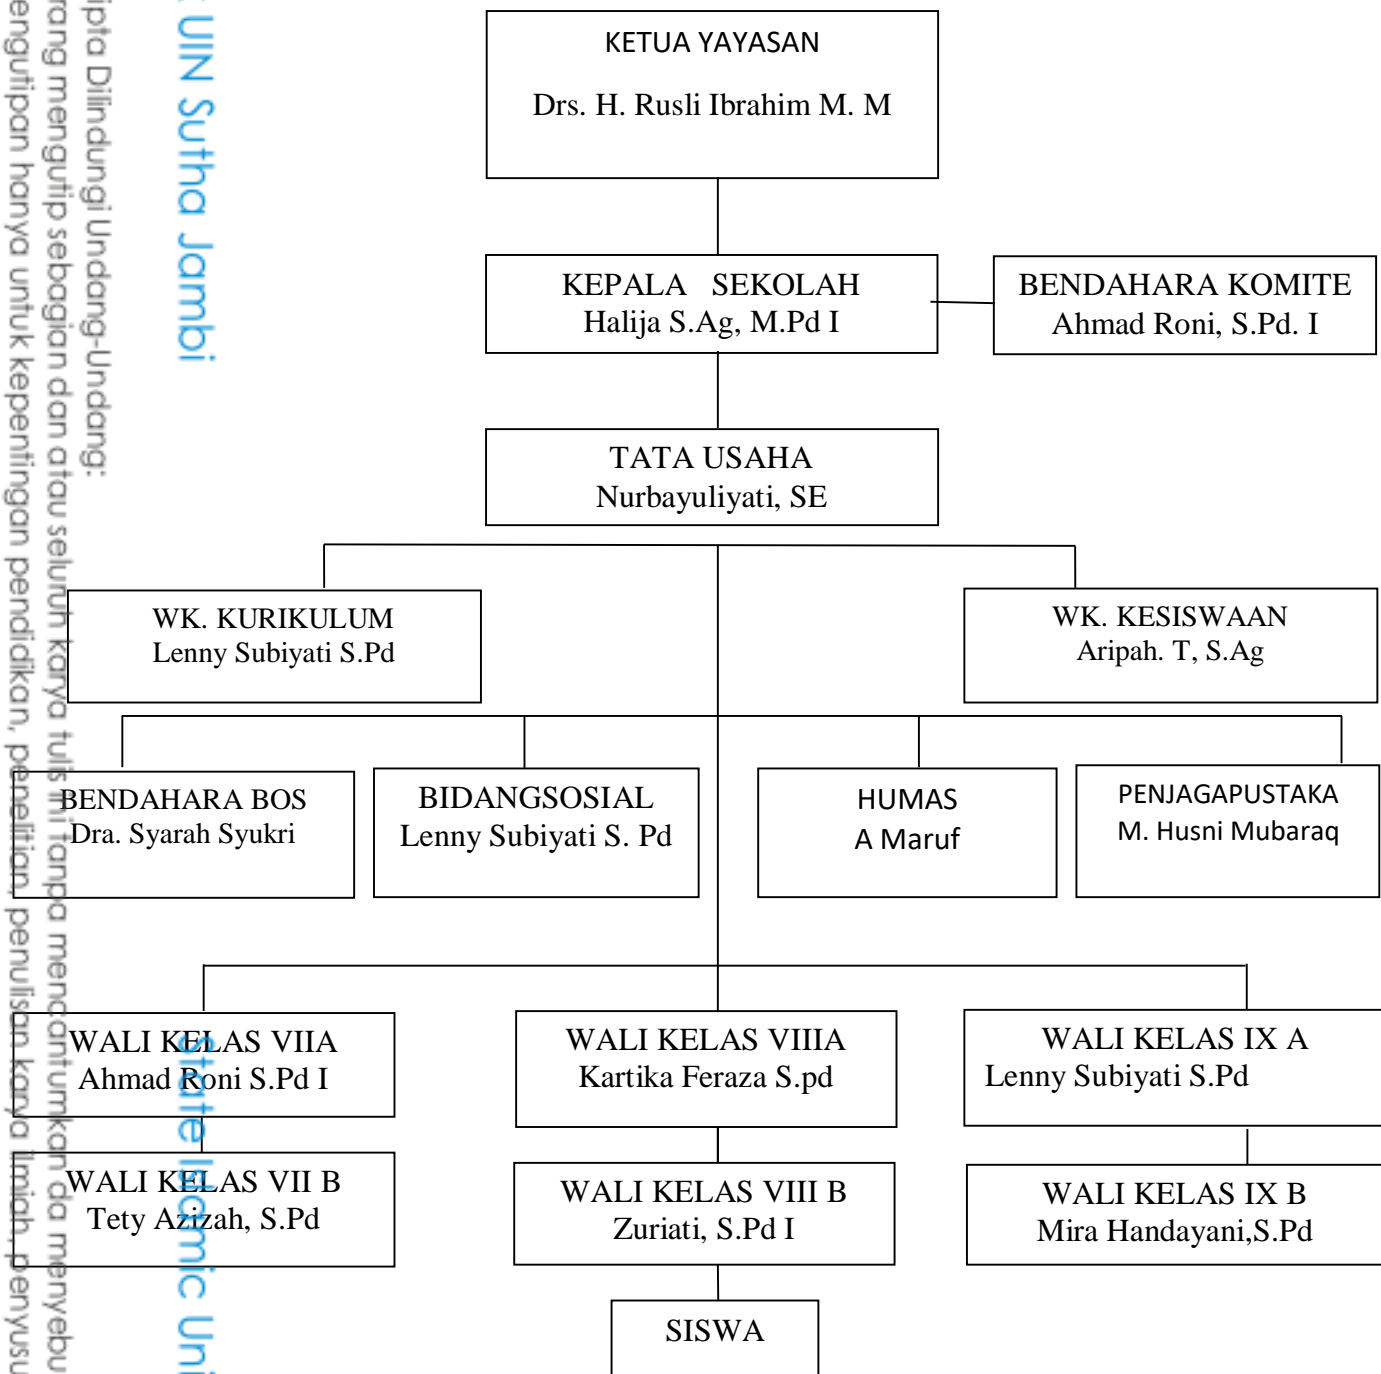 KETUA YAYASAN
Drs. H. Rusli Ibrahim M. M
KEPALA SEKOLAH
Halija S.Ag, M.Pd I
BENDAHARA KOMITE
Ahmad Roni, S.Pd. I
TATA USAHA
Nurbayuliyati, SE
WK. KURIKULUM
Lenny Subiyati S.Pd
WK. KESISWAAN
Aripah. T, S.Ag
BENDAHARA BOS
Dra. Syarah Syukri
BIDANGSOSIAL
Lenny Subiyati S. Pd
HUMAS
A Maruf
PENJAGAPUSTAKA
M. Husni Mubaraq
WALI KELAS VIIA
Ahmad Roni S.Pd I
WALI KELAS VIIIA
Kartika Feraza S.pd
WALI KELAS IX A
Lenny Subiyati S.Pd
WALI KELAS VII B
Tety Azizah, S.Pd
WALI KELAS VIII B
Zuriati, S.Pd I
WALI KELAS IX B
Mira Handayani,S.Pd
SISWA
UIN Sutha Jambi
State Islamic Uni
ipta Dilindungi Undang-Undang:
rang mengutip sebagian dan atau seluruh karya tulis ini tanpa mencantumkan da menyebu
engutipan hanya untuk kepentingan pendidikan, penelitian, penulisan karya ilmiah, penyusu